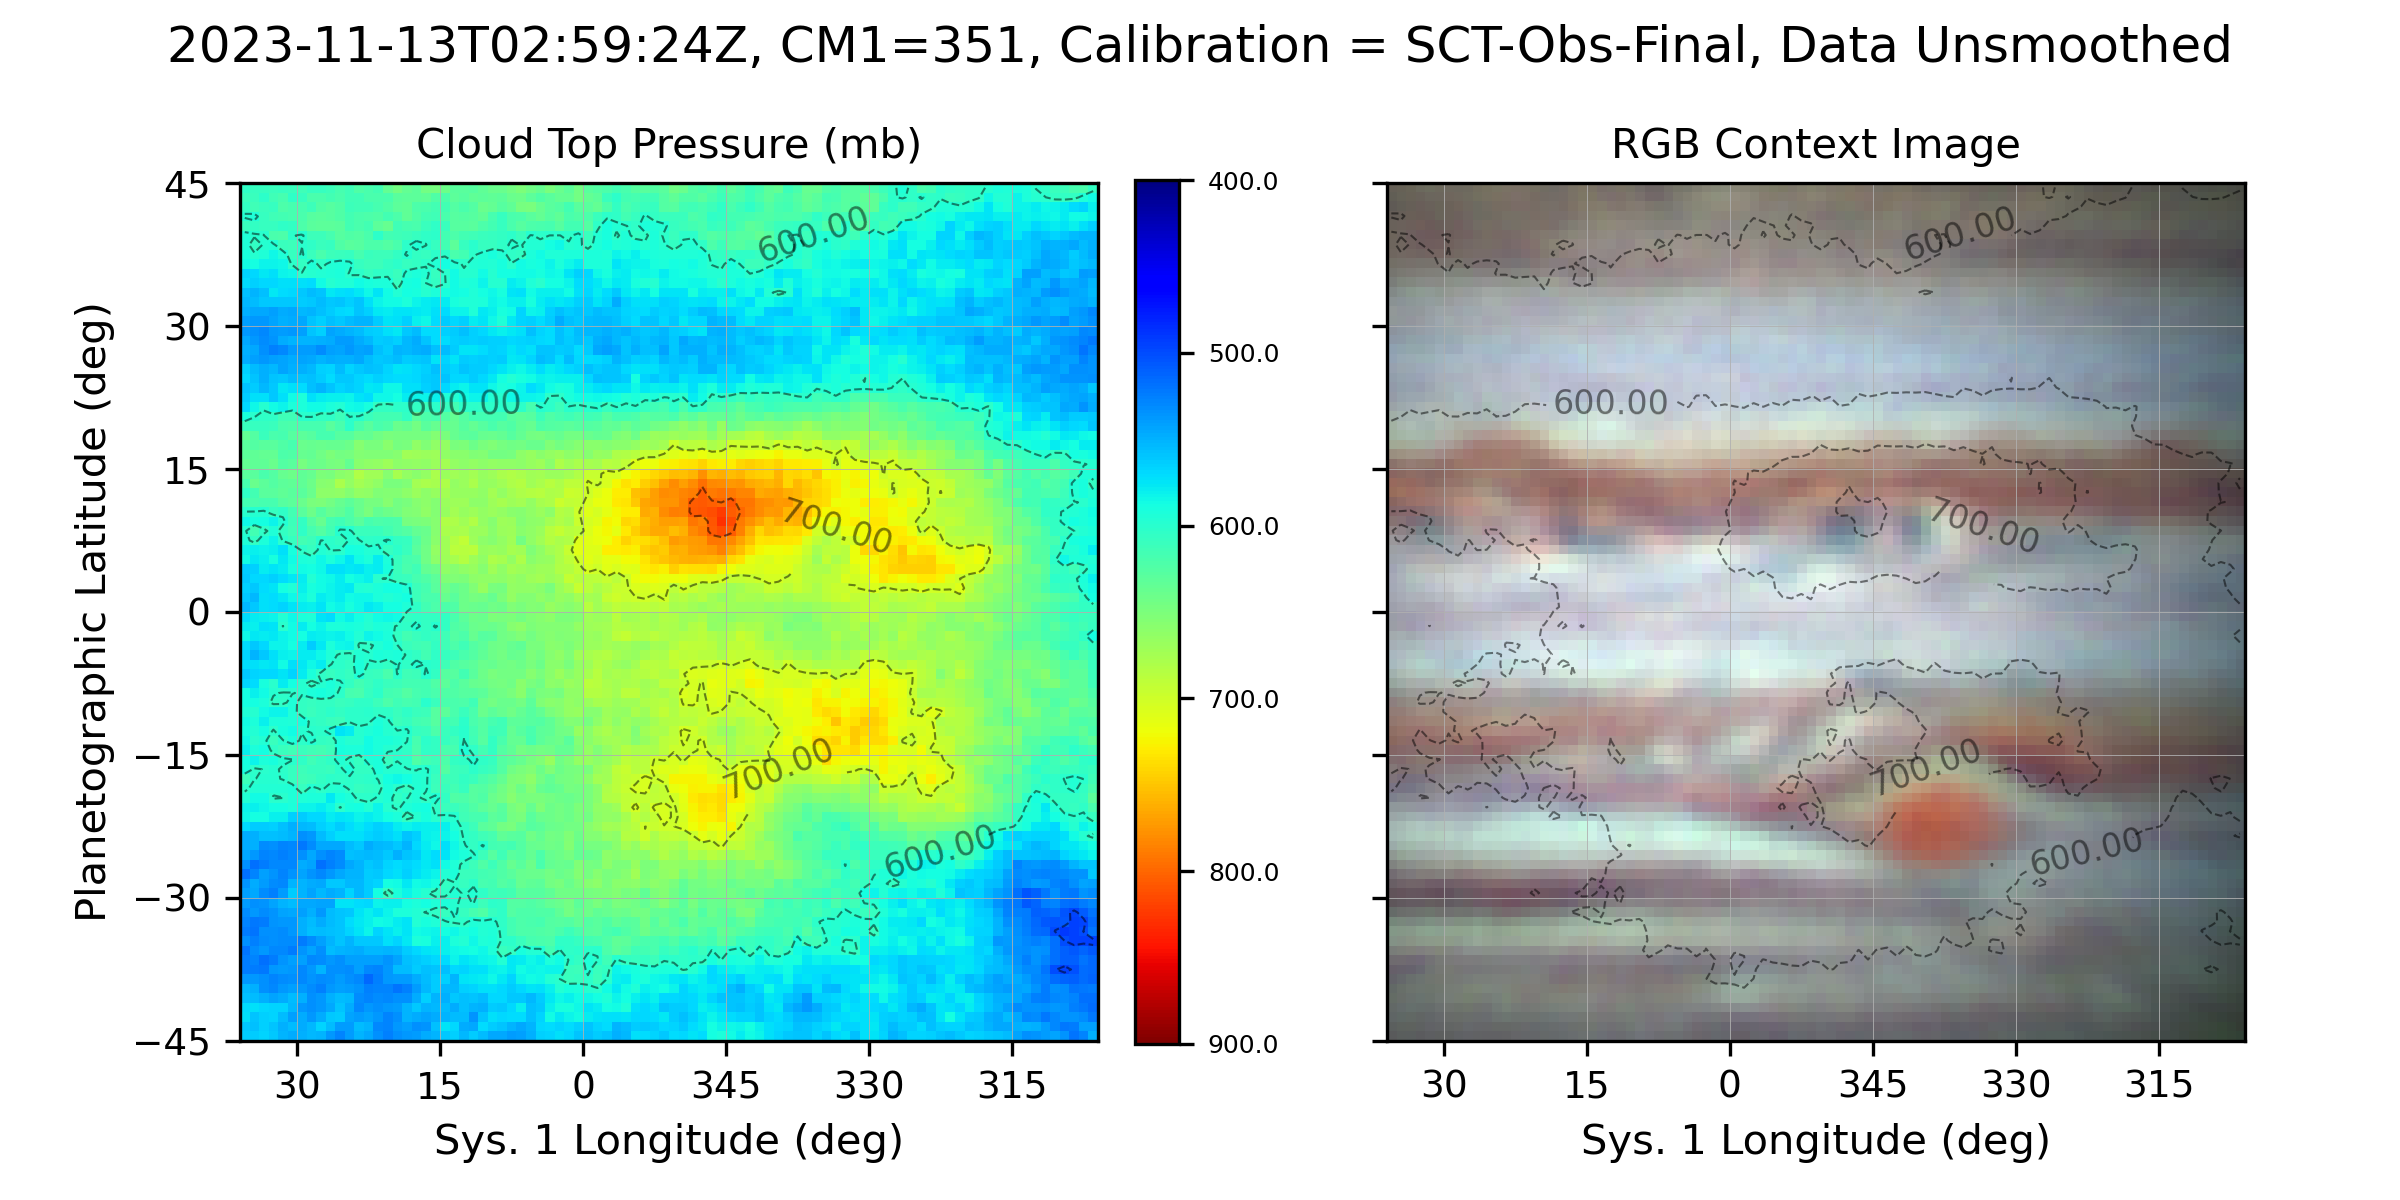 2023-11-13T02:59:24Z, CM1=351, Calibration = SCT-Obs-Final, Data Unsmoothed
Cloud Top Pressure (mb)
45
30
15
0
−15
−30
−45
Planetographic Latitude (deg)
600.00
600.00
700.00
700.00
600.00
30 15 0 345 330 315
Sys. 1 Longitude (deg)
400.0
500.0
600.0
700.0
800.0
900.0
RGB Context Image
600.00
600.00
700.00
700.00
600.00
30 15 0 345 330 315
Sys. 1 Longitude (deg)